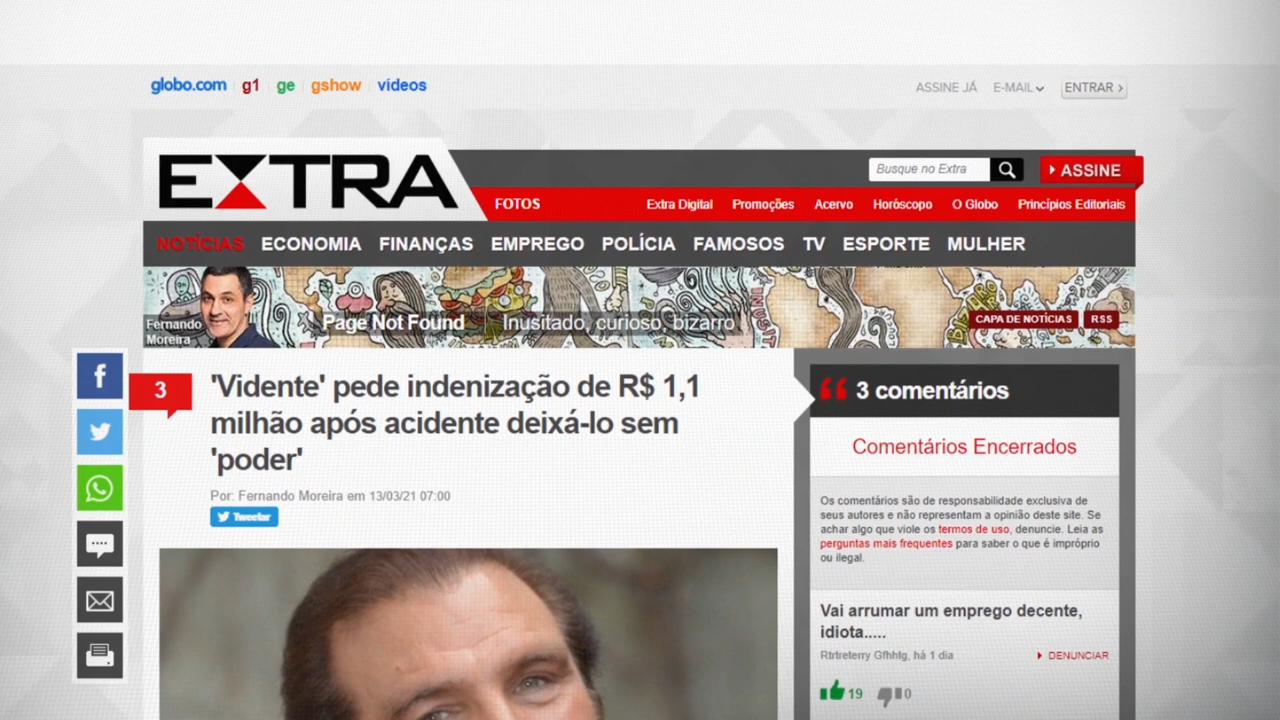 globo.com g1 ge gshow vídeos
ASSINE JÁ E-MAIL ENTRAR
EXTRA
Busque no Extra
ASSINE
FOTOS
Extra Digital Promoções Acervo Horóscopo O Globo Princípios Editoriais
NOTÍCIAS ECONOMIA FINANÇAS EMPREGO POLÍCIA FAMOSOS TV ESPORTE MULHER
Fernando
Moreira
Page Not Found | Inusitado, curioso, bizarro
INUSIT
CAPA DE NOTÍCIAS RSS
3
'Vidente' pede indenização de R$ 1,1
milhão após acidente deixá-lo sem
'poder'
Por: Fernando Moreira em 13/03/21 07:00
Tweetar
3 comentários
Comentários Encerrados
Os comentários são de responsabilidade exclusiva de
seus autores e não representam a opinião deste site. Se
achar algo que viole os termos de uso, denuncie. Leia as
perguntas mais frequentes para saber o que é impróprio
ou ilegal.
Vai arrumar um emprego decente,
idiota.....
Rtrtreterry Gfhhlg, há 1 dia
DENUNCIAR
19 0